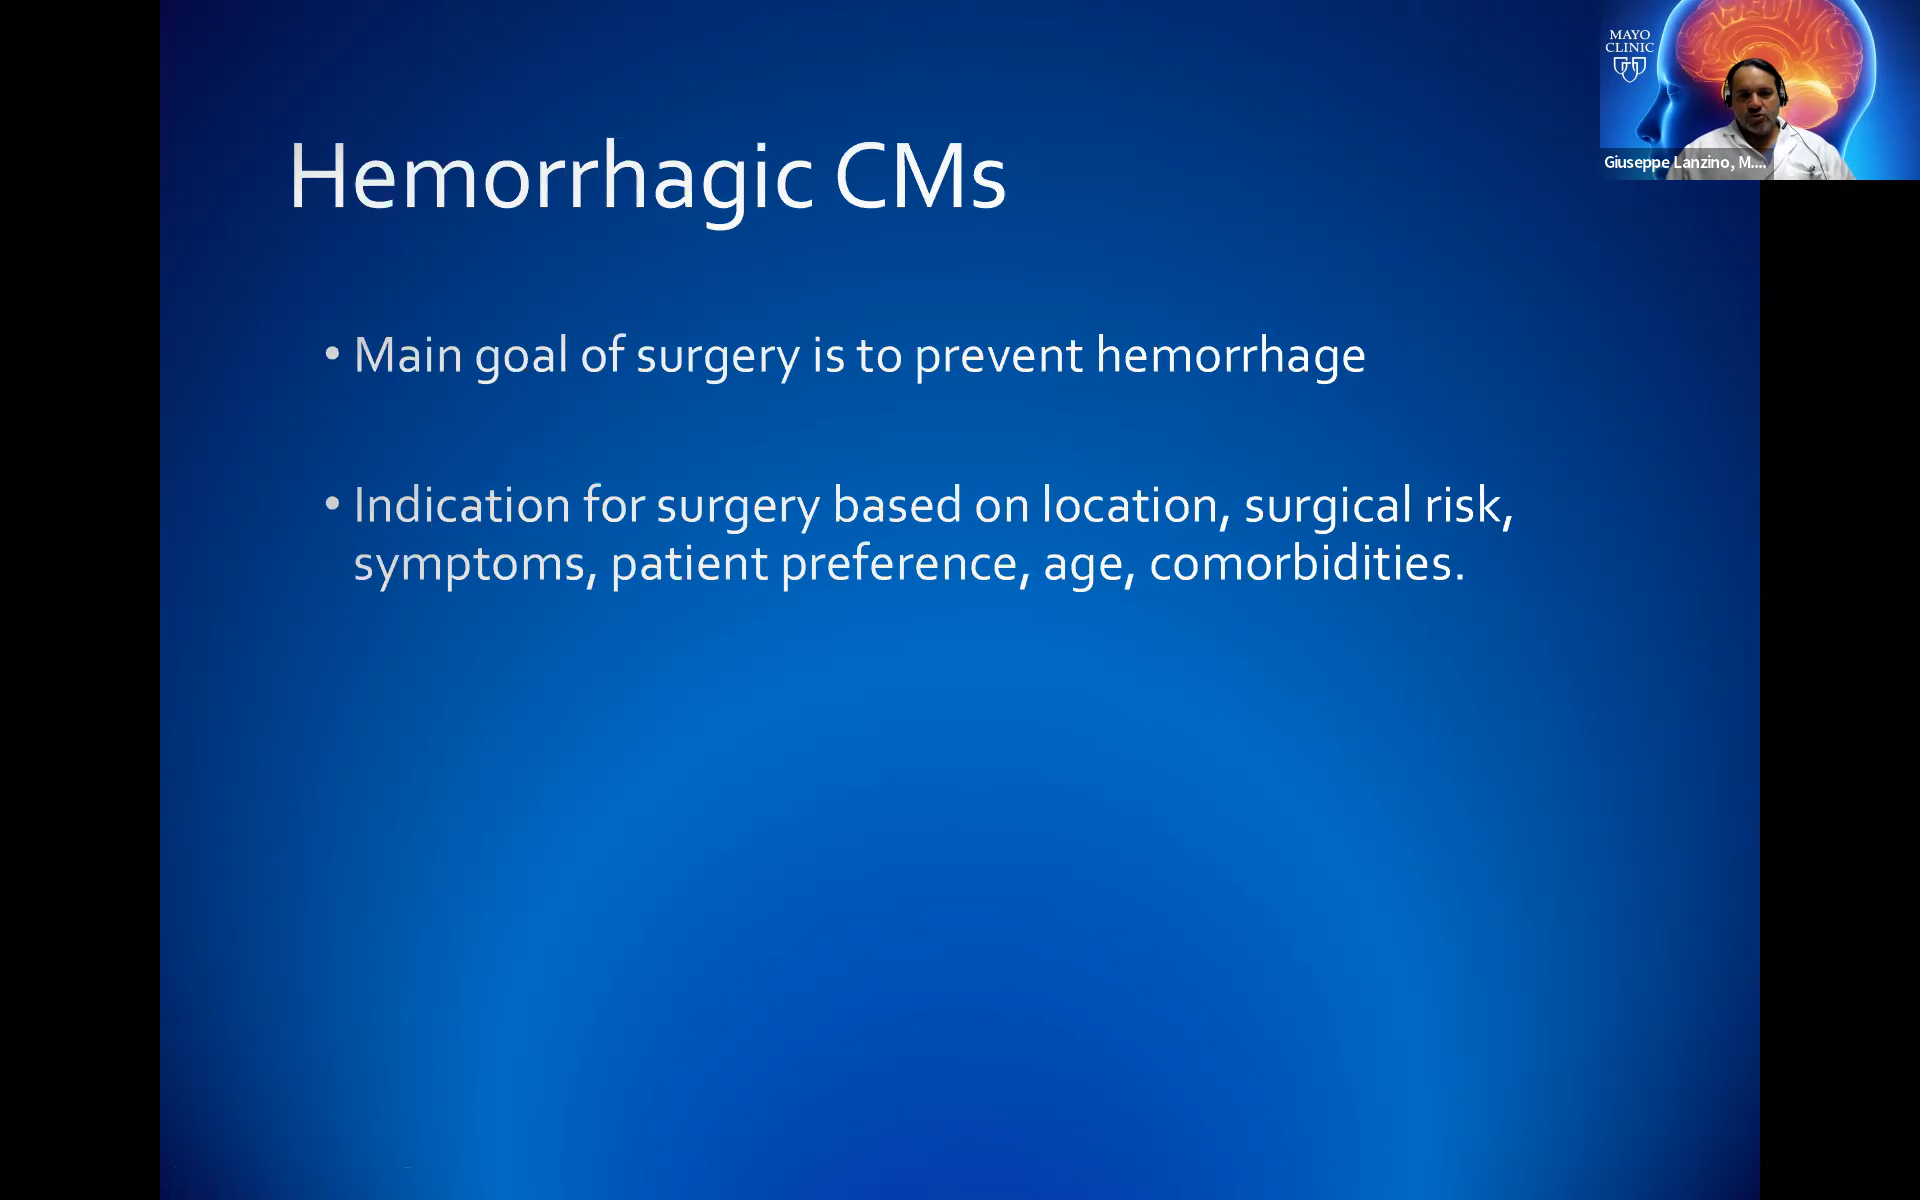 MAYO
CLINIC
Giuseppe Lanzino, M....
Hemorrhagic CMs
• Main goal of surgery is to prevent hemorrhage
• Indication for surgery based on location, surgical risk,
symptoms, patient preference, age, comorbidities.